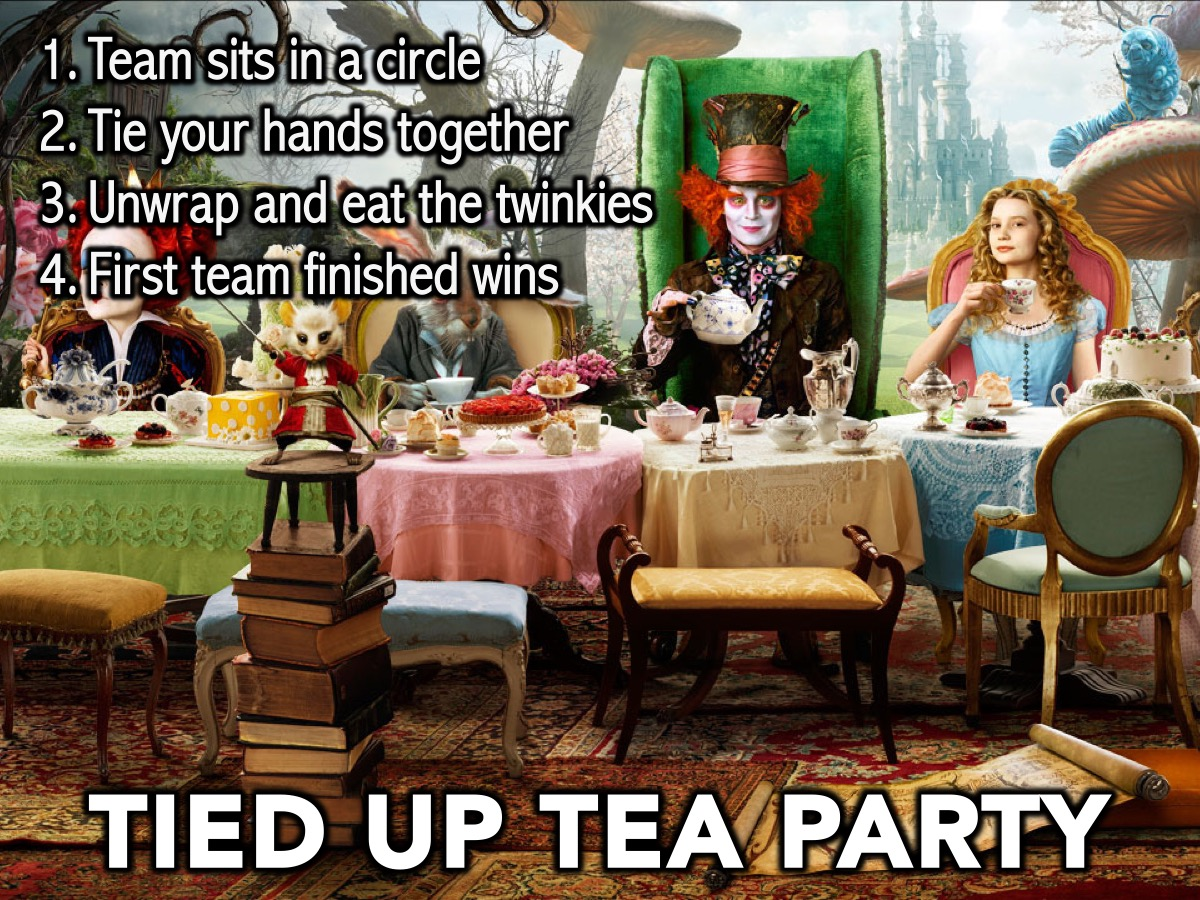 1. Team sits in a circle
2. Tie your hands together
3. Unwrap and eat the twinkies
4. First team finished wins
TIED UP TEA PARTY